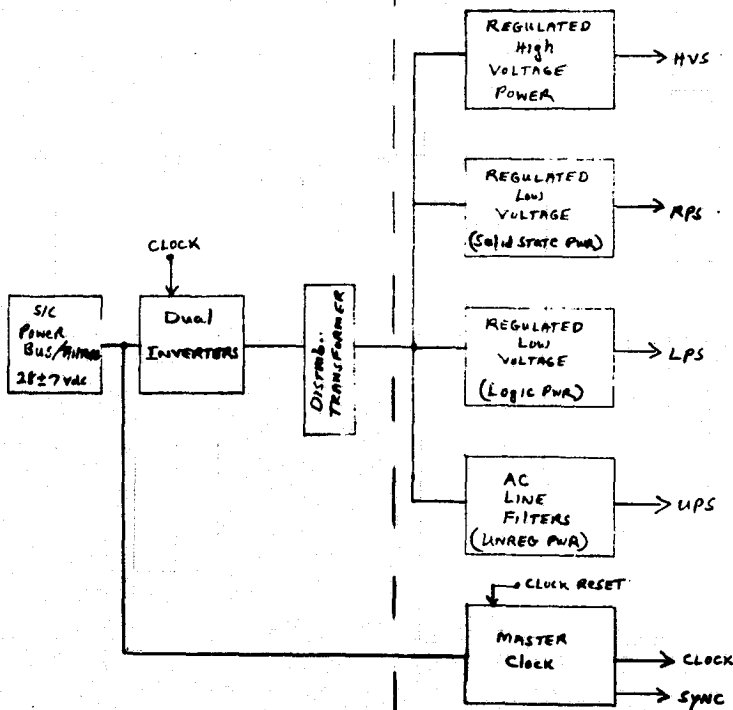 REGULATED
High
VOLTAGE
POWER
HVS
REGULATED
LOW
VOLTAGE
(Solid State PWR)
RPS
CLOCK
S/C
POWER
BUS/
28±7 Vdc
Dual
INVERTERS
DISTRIB..
TRANSFORMER
REGULATED
LOW
VOLTAGE
(Logic PWR)
LPS
AC
LINE
FILTERS
(UNREG PWR)
UPS
CLOCK RESET
MASTER
Clock
CLOCK
SYNC